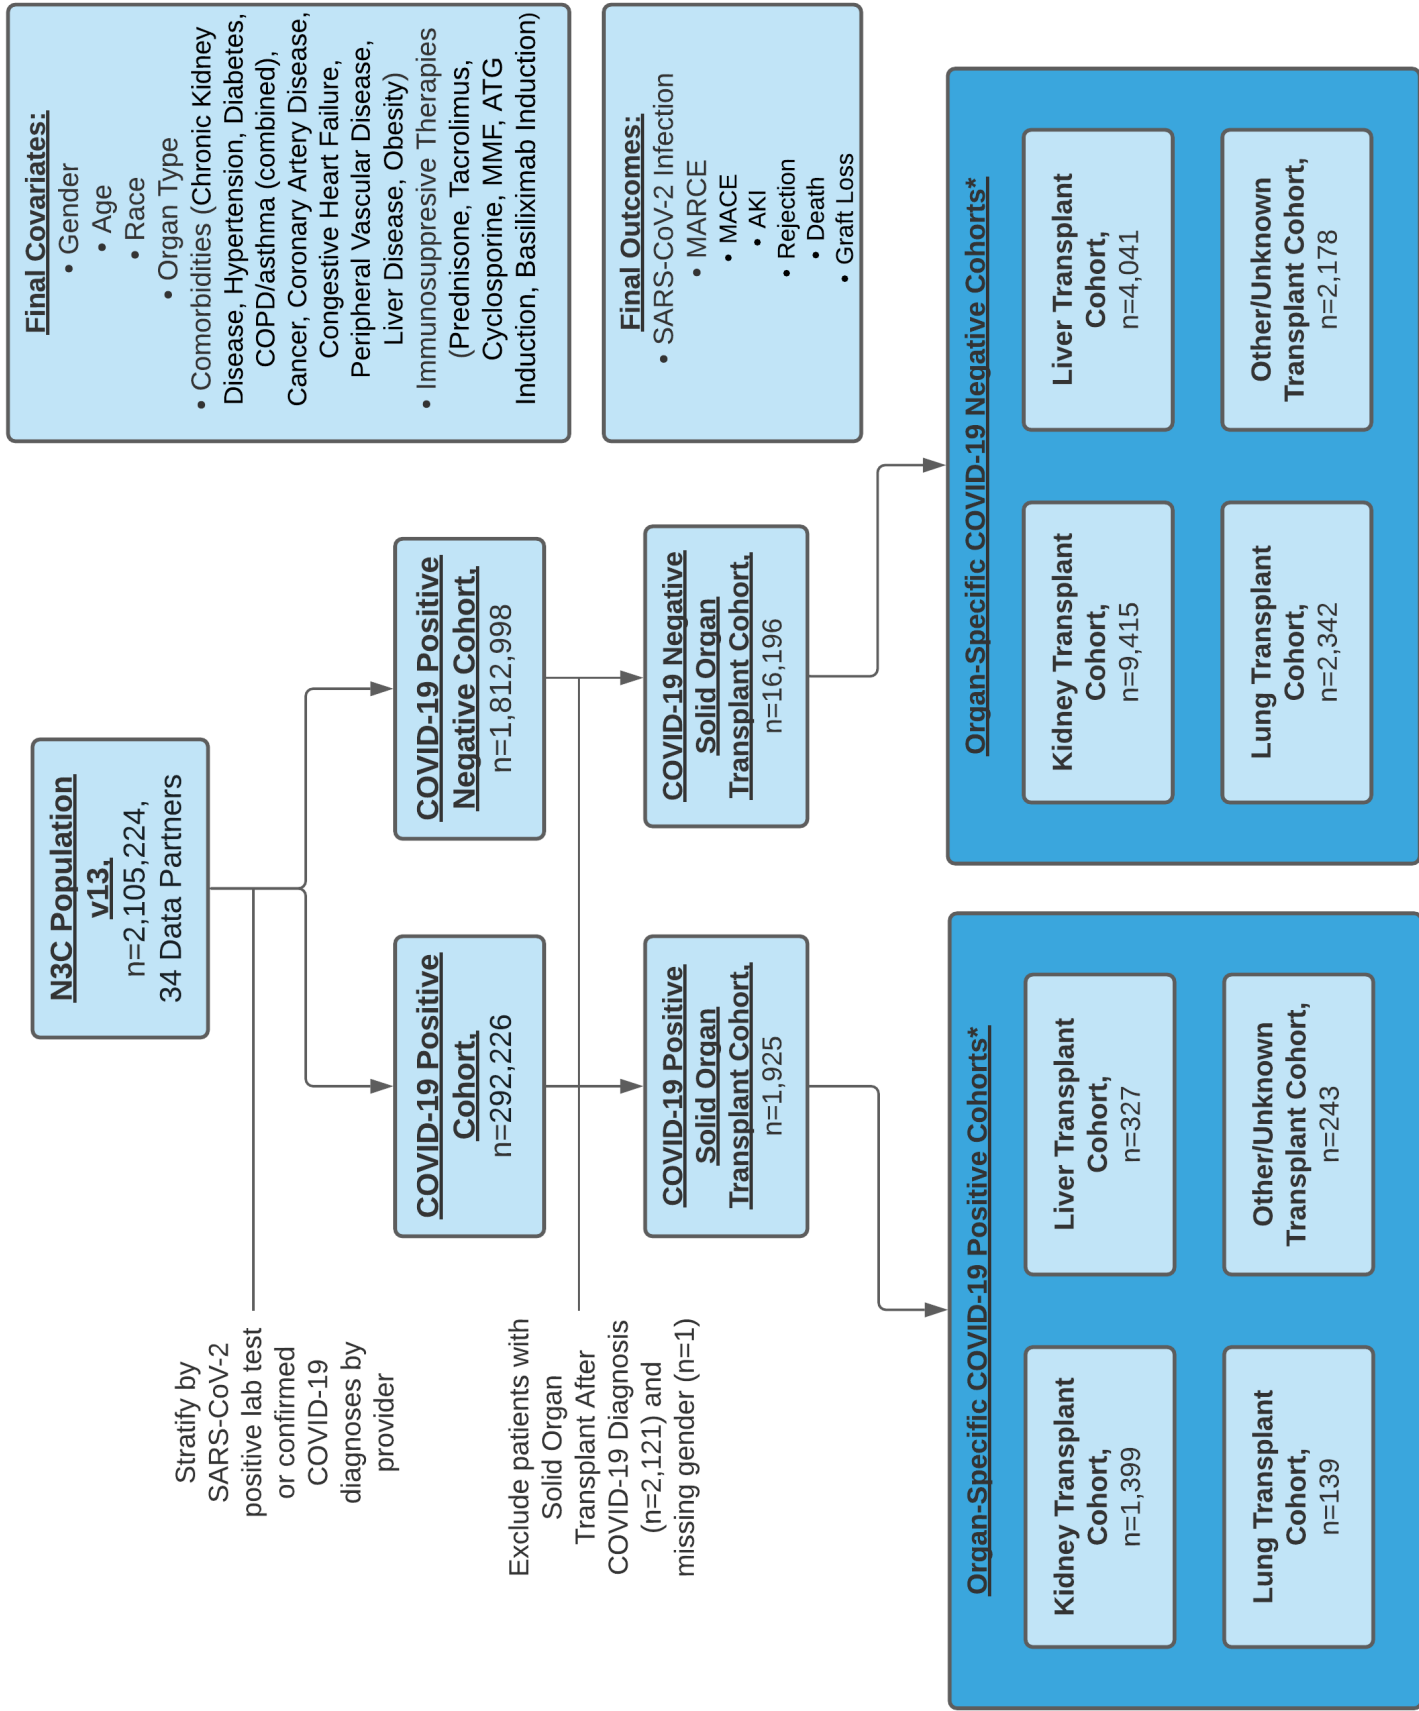 N3C Population
v13,
n=2,105,224,
34 Data Partners
Stratify by
SARS-CoV-2
positive lab test
or confirmed
COVID-19
diagnoses by
provider
COVID-19 Positive
Cohort,
n=292,226
COVID-19 Positive
Negative Cohort,
n=1,812,998
Exclude patients with
Solid Organ
Transplant After
COVID-19 Diagnosis
(n=2,121) and
missing gender (n=1)
COVID-19 Positive
Solid Organ
Transplant Cohort,
n=1,925
COVID-19 Negative
Solid Organ
Transplant Cohort,
n=16,196
Final Covariates:
• Gender
• Age
• Race
• Organ Type
• Comorbidities (Chronic Kidney
Disease, Hypertension, Diabetes,
COPD/asthma (combined),
Cancer, Coronary Artery Disease,
Congestive Heart Failure,
Peripheral Vascular Disease,
Liver Disease, Obesity)
• Immunosuppresive Therapies
(Prednisone, Tacrolimus,
Cyclosporine, MMF, ATG
Induction, Basiliximab Induction)
Final Outcomes:
• SARS-CoV-2 Infection
• MARCE
• MACE
• AKI
• Rejection
• Death
• Graft Loss
Organ-Specific COVID-19 Positive Cohorts*
Kidney Transplant
Cohort,
n=1,399
Liver Transplant
Cohort,
n=327
Lung Transplant
Cohort,
n=139
Other/Unknown
Transplant Cohort,
n=243
Organ-Specific COVID-19 Negative Cohorts*
Kidney Transplant
Cohort,
n=9,415
Liver Transplant
Cohort,
n=4,041
Lung Transplant
Cohort,
n=2,342
Other/Unknown
Transplant Cohort,
n=2,178